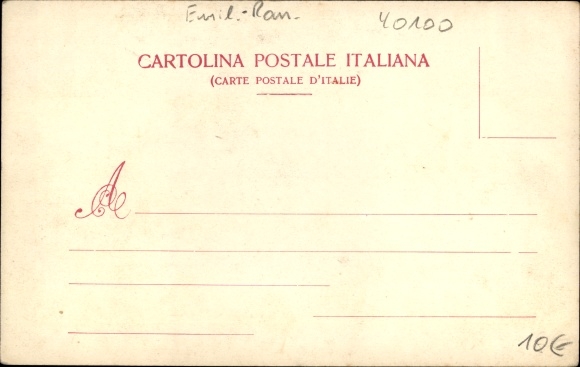 Emil.-Rom. 40100
CARTOLINA POSTALE ITALIANA
(CARTE POSTALE D'ITALIE)
A
10€